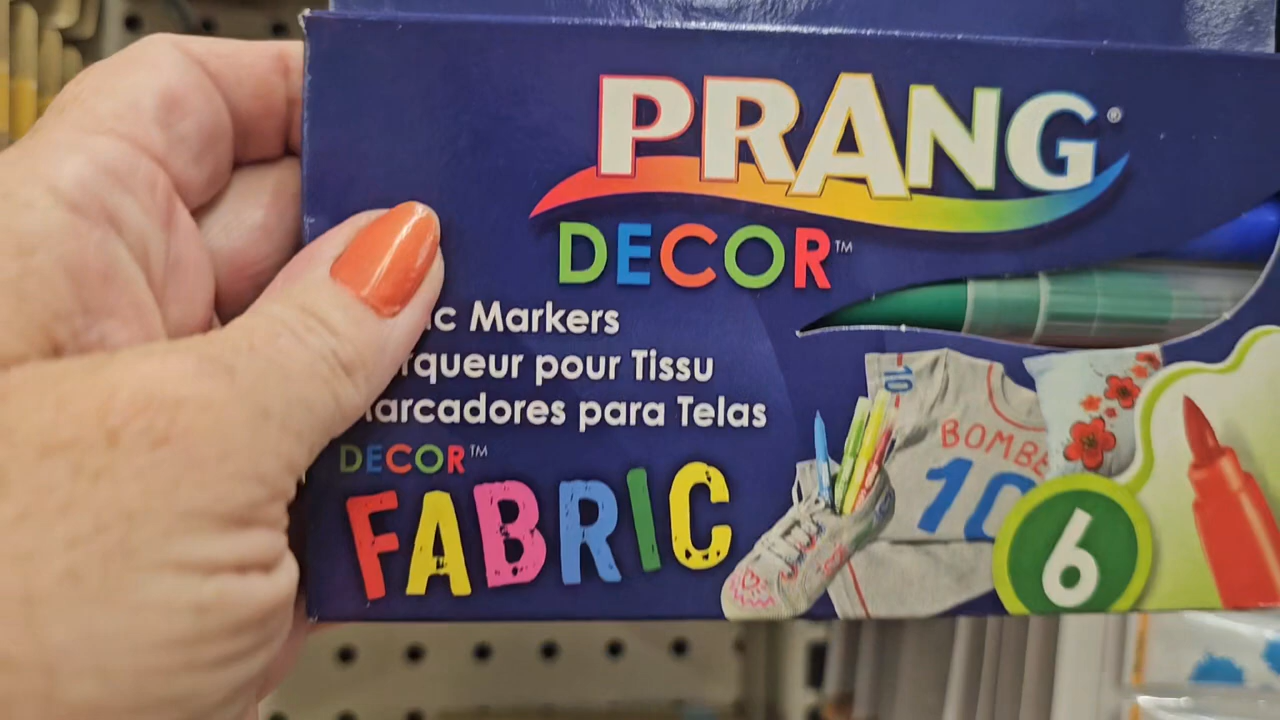 PRANG®
DECOR™
ic Markers
rqueur pour Tissu
arcadores para Telas
DECOR™
FABRIC
10
BOMBE
10
6